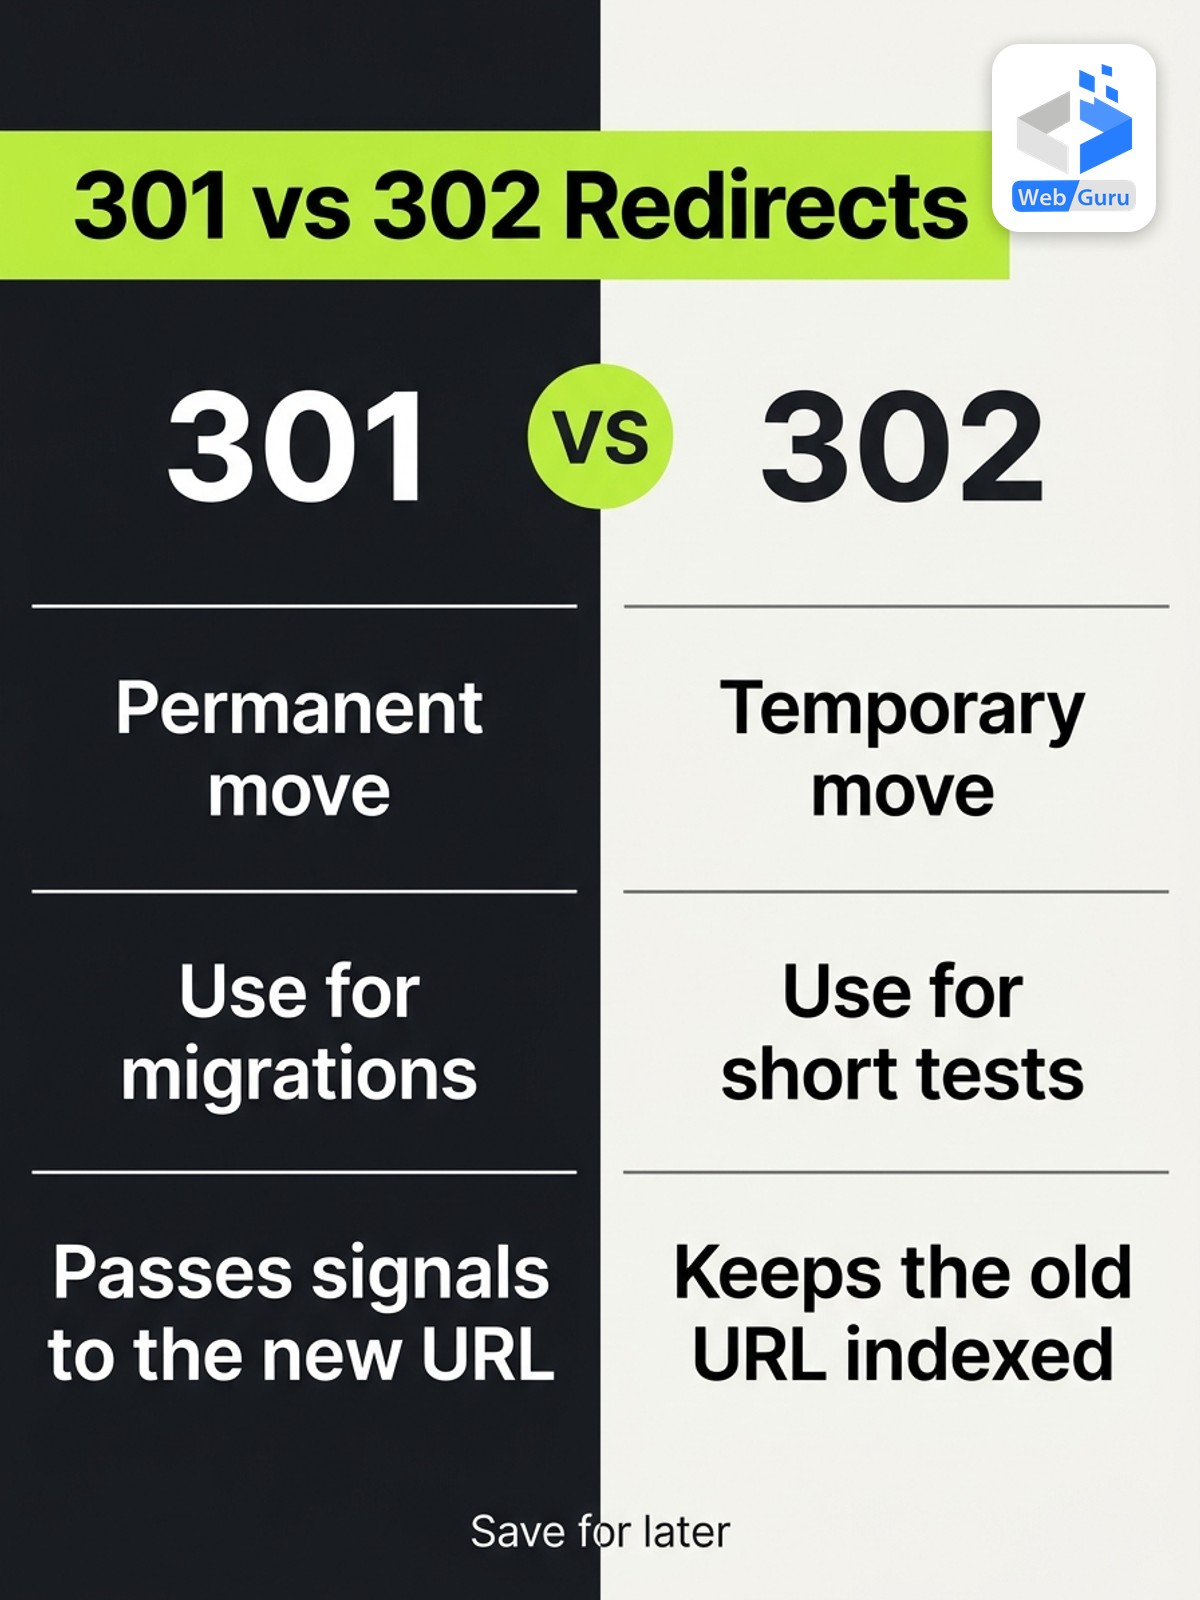 Web Guru
301 vs 302 Redirects
301
VS
302
Permanent
move
Temporary
move
Use for
migrations
Use for
short tests
Passes signals
to the new URL
Keeps the old
URL indexed
Save for later